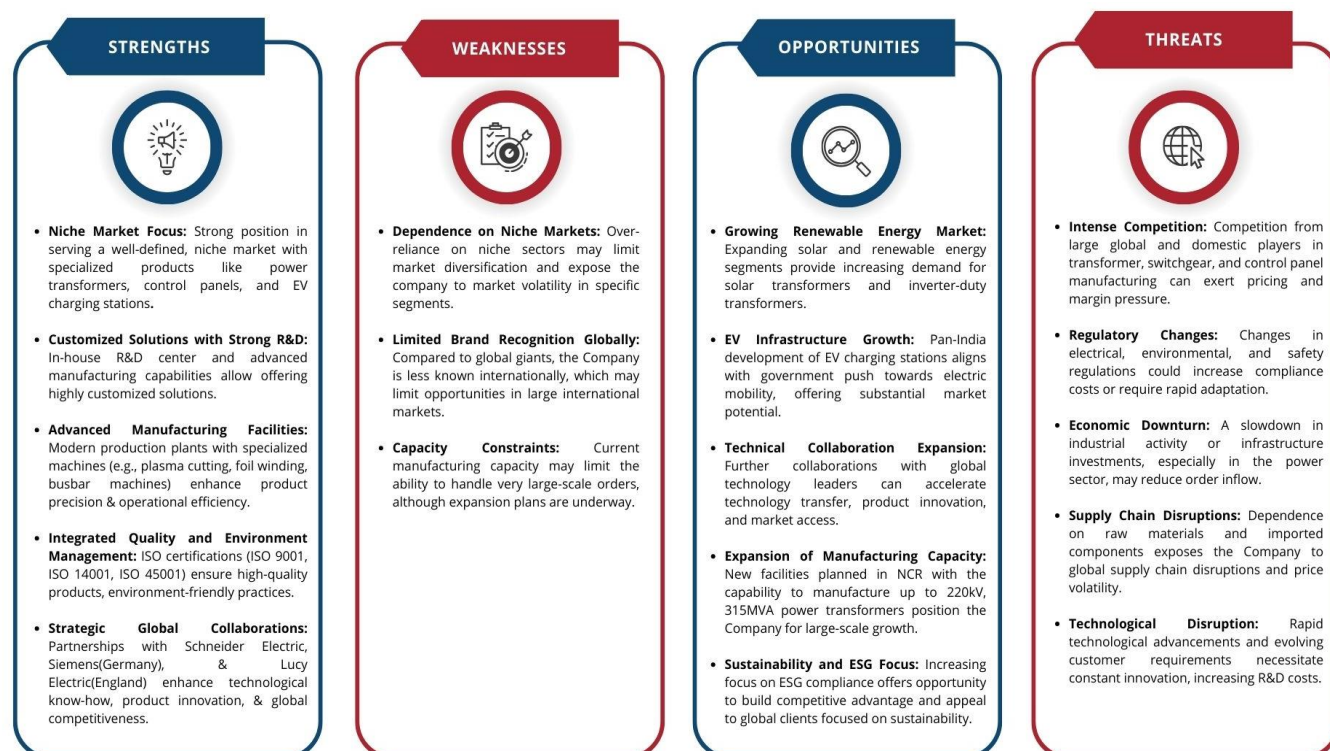 STRENGTHS
Niche Market Focus: Strong position in
serving a well-defined, niche market with
specialized products like power
transformers, control panels, and EV
charging stations.
Customized Solutions with Strong R&D:
In-house R&D center and advanced
manufacturing capabilities allow offering
highly customized solutions.
Advanced Manufacturing Facilities:
Modern production plants with specialized
machines (e.g., plasma cutting, foil winding,
busbar machines) enhance product
precision & operational efficiency.
Integrated Quality and Environment
Management: ISO certifications (ISO 9001,
ISO 14001, ISO 45001) ensure high-quality
products, environment-friendly practices.
Strategic Global Collaborations:
Partnerships with Schneider Electric,
Siemens(Germany), & Lucy
Electric(England) enhance technological
know-how, product innovation, & global
competitiveness.
WEAKNESSES
Dependence on Niche Markets: Over-
reliance on niche sectors may limit
market diversification and expose the
company to market volatility in specific
segments.
Limited Brand Recognition Globally:
Compared to global giants, the Company
is less known internationally, which may
limit opportunities in large international
markets.
Capacity Constraints: Current
manufacturing capacity may limit the
ability to handle very large-scale orders,
although expansion plans are underway.
OPPORTUNITIES
Growing Renewable Energy Market:
Expanding solar and renewable energy
segments provide increasing demand for
solar transformers and inverter-duty
transformers.
EV Infrastructure Growth: Pan-India
development of EV charging stations aligns
with government push towards electric
mobility, offering substantial market
potential.
Technical Collaboration Expansion:
Further collaborations with global
technology leaders can accelerate
technology transfer, product innovation,
and market access.
Expansion of Manufacturing Capacity:
New facilities planned in NCR with the
capability to manufacture up to 220kV,
315MVA power transformers position the
Company for large-scale growth.
Sustainability and ESG Focus: Increasing
focus on ESG compliance offers opportunity
to build competitive advantage and appeal
to global clients focused on sustainability.
THREATS
Intense Competition: Competition from
large global and domestic players in
transformer, switchgear, and control panel
manufacturing can exert pricing and
margin pressure.
Regulatory Changes: Changes in
electrical, environmental, and safety
regulations could increase compliance
costs or require rapid adaptation.
Economic Downturn: A slowdown in
industrial activity or infrastructure
investments, especially in the power
sector, may reduce order inflow.
Supply Chain Disruptions: Dependence
on raw materials and imported
components exposes the Company to
global supply chain disruptions and price
volatility.
Technological Disruption: Rapid
technological advancements and evolving
customer requirements necessitate
constant innovation, increasing R&D costs.